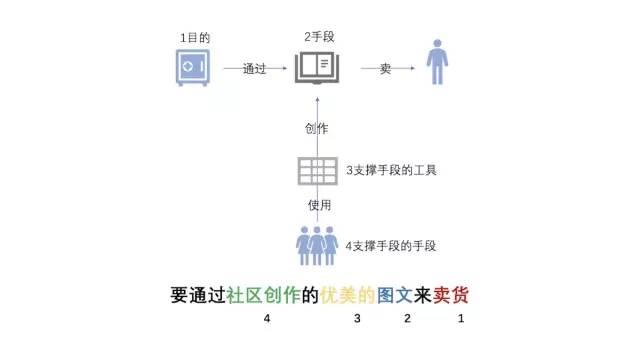 1目的
2手段
通过
卖
创作
3支撑手段的工具
使用
4支撑手段的手段
要通过社区创作的优美的图文来卖货
4 3 2 1